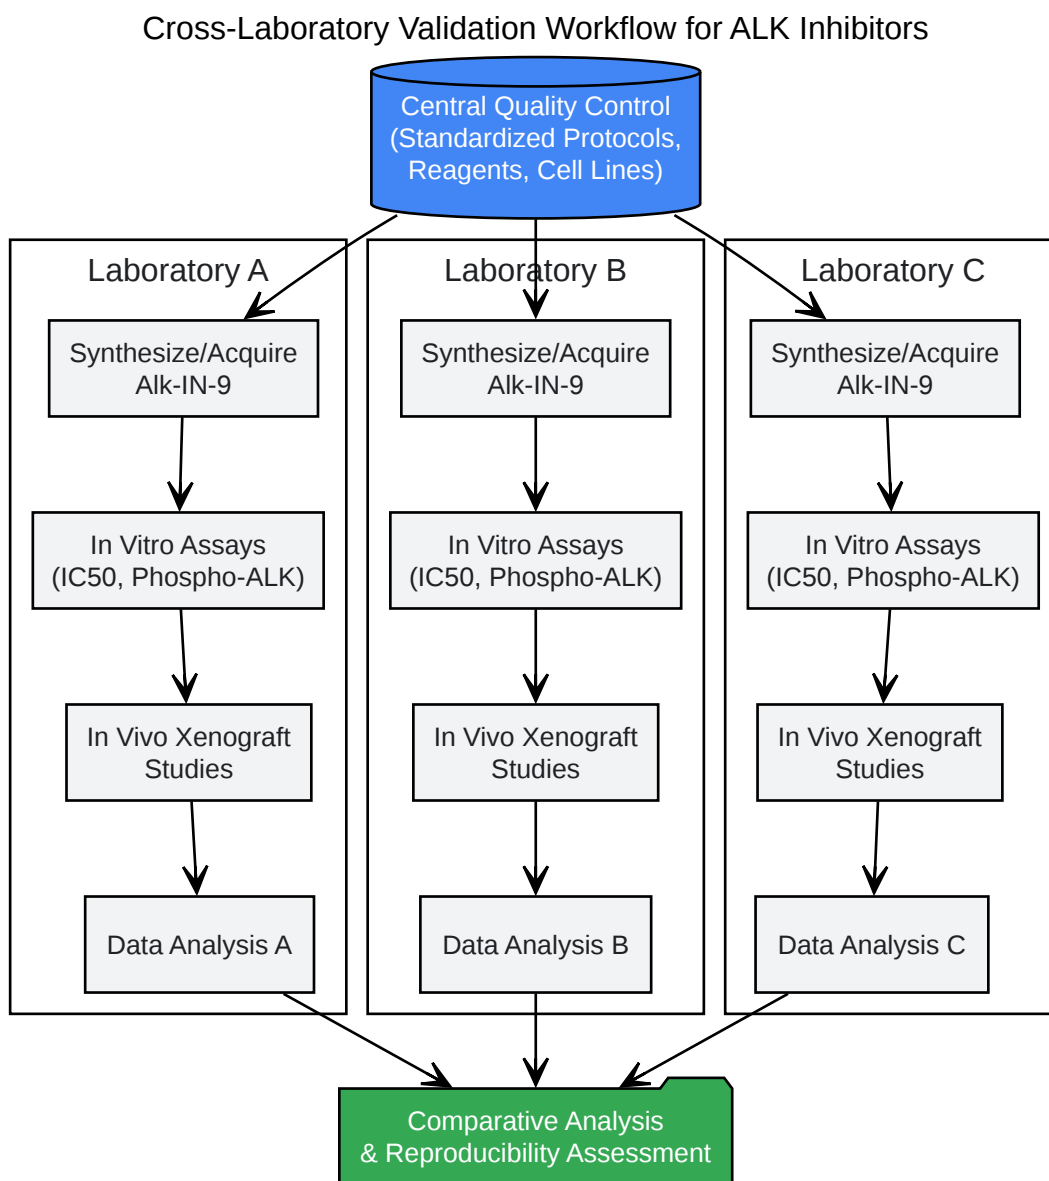 Cross-Laboratory Validation Workflow for ALK Inhibitors
Central Quality Control
(Standardized Protocols,
Reagents, Cell Lines)
Laboratory A
Synthesize/Acquire
Alk-IN-9
In Vitro Assays
(IC50, Phospho-ALK)
In Vivo Xenograft
Studies
Data Analysis A
Laboratory B
Synthesize/Acquire
Alk-IN-9
In Vitro Assays
(IC50, Phospho-ALK)
In Vivo Xenograft
Studies
Data Analysis B
Laboratory C
Synthesize/Acquire
Alk-IN-9
In Vitro Assays
(IC50, Phospho-ALK)
In Vivo Xenograft
Studies
Data Analysis C
Comparative Analysis
& Reproducibility Assessment